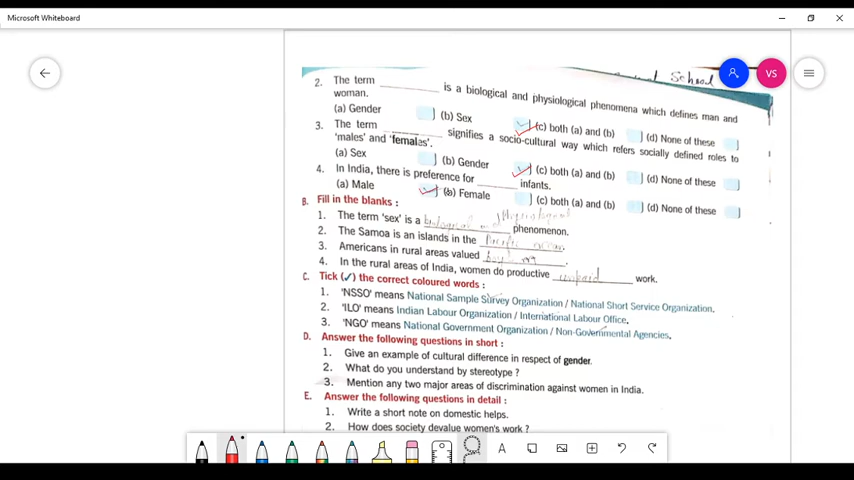 Microsoft Whiteboard
School
VS
2. The term ________ is a biological and physiological phenomena which defines man and
woman.
(a) Gender (b) Sex (c) both (a) and (b) (d) None of these
3. The term ________ signifies a socio-cultural way which refers socially defined roles to
'males' and 'females'.
(a) Sex (b) Gender (c) both (a) and (b) (d) None of these
4. In India, there is preference for ________ infants.
(a) Male (b) Female (c) both (a) and (b) (d) None of these
B. Fill in the blanks :
1. The term 'sex' is a biological and physiological phenomenon.
2. The Samoa is an islands in the Pacific ocean.
3. Americans in rural areas valued ________.
4. In the rural areas of India, women do productive unpaid work.
C. Tick (✓) the correct coloured words :
1. 'NSSO' means National Sample Survey Organization / National Short Service Organization.
2. 'ILO' means Indian Labour Organization / International Labour Office.
3. 'NGO' means National Government Organization / Non-Governmental Agencies.
D. Answer the following questions in short :
1. Give an example of cultural difference in respect of gender.
2. What do you understand by stereotype ?
3. Mention any two major areas of discrimination against women in India.
E. Answer the following questions in detail :
1. Write a short note on domestic helps.
2. How does society devalue women's work ?